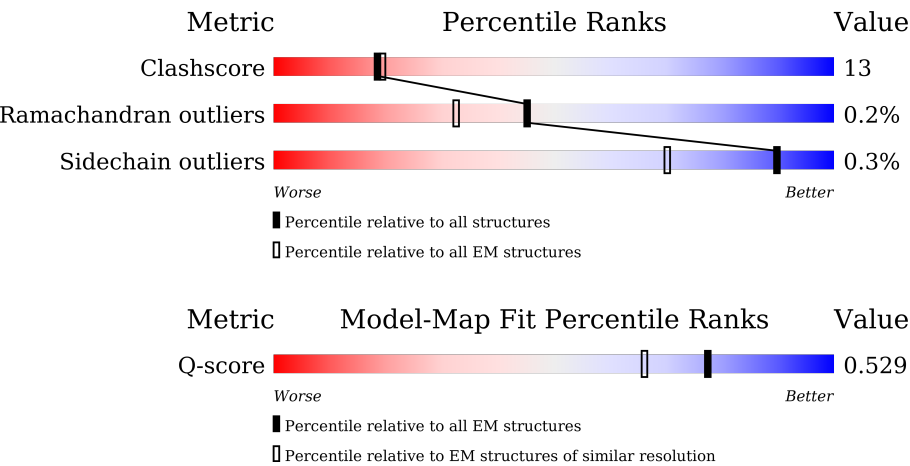 Metric Percentile Ranks Value
Clashscore 13
Ramachandran outliers 0.2%
Sidechain outliers 0.3%
Worse Better
Percentile relative to all structures
Percentile relative to all EM structures
Metric Model-Map Fit Percentile Ranks Value
Q-score 0.529
Worse Better
Percentile relative to all EM structures
Percentile relative to EM structures of similar resolution